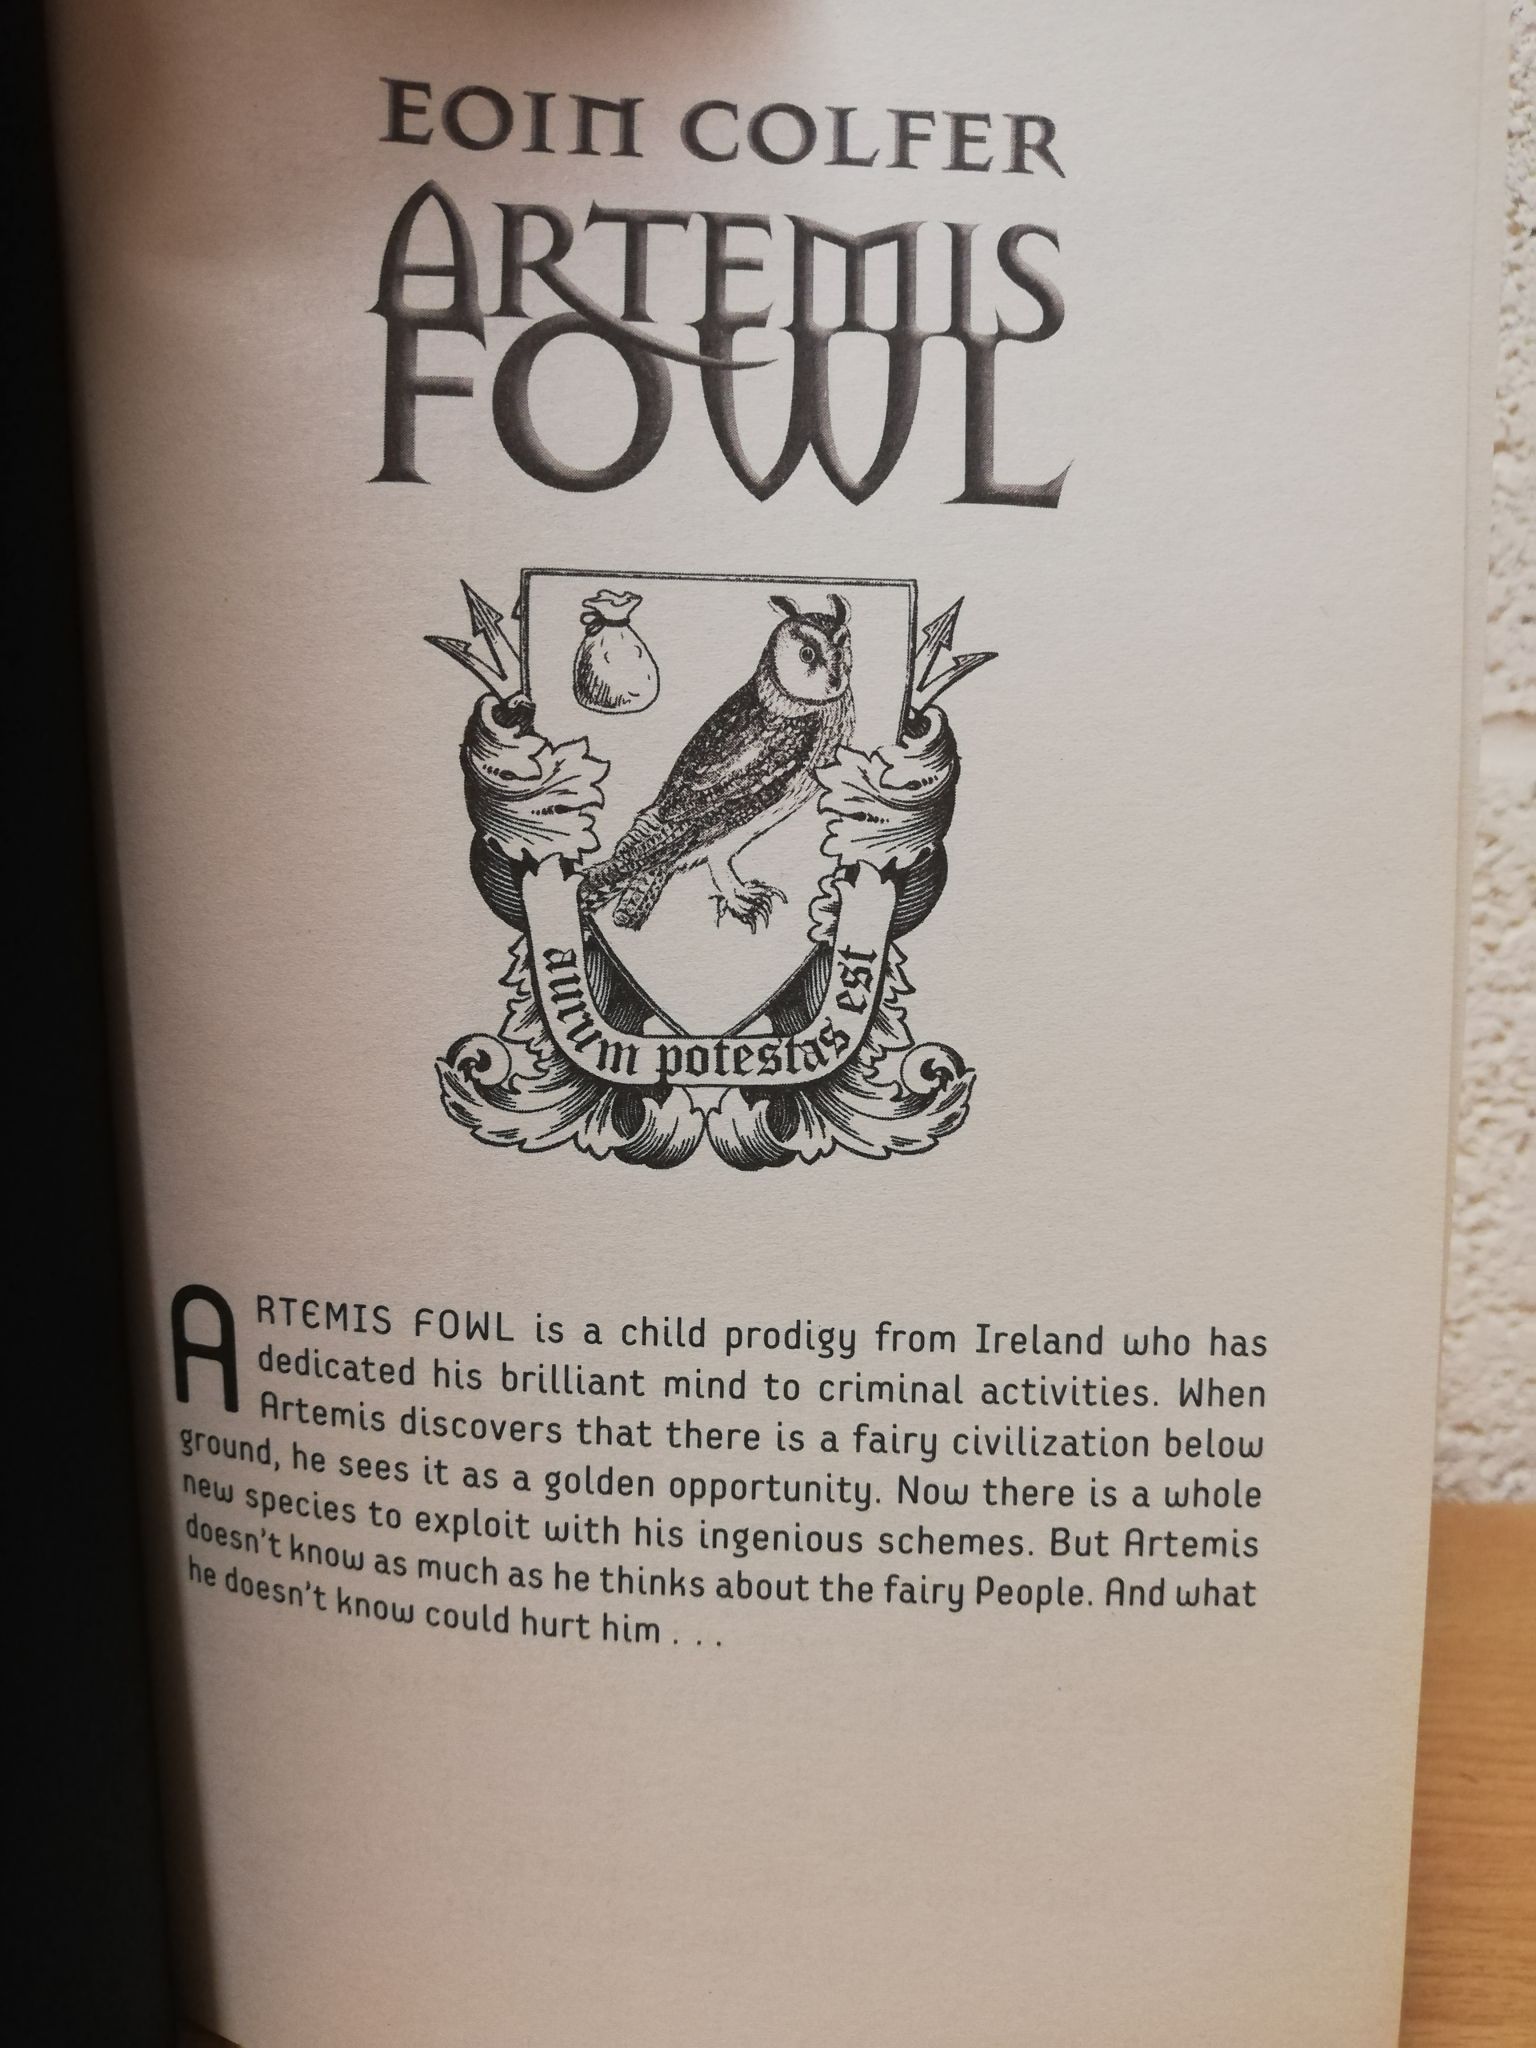 EOIN COLFER
ARTEMIS
FOWL
aurum potestas est
ARTEMIS FOWL is a child prodigy from Ireland who has
dedicated his brilliant mind to criminal activities. When
Artemis discovers that there is a fairy civilization below
ground, he sees it as a golden opportunity. Now there is a whole
new species to exploit with his ingenious schemes. But Artemis
doesn't know as much as he thinks about the fairy People. And what
he doesn't know could hurt him . . .